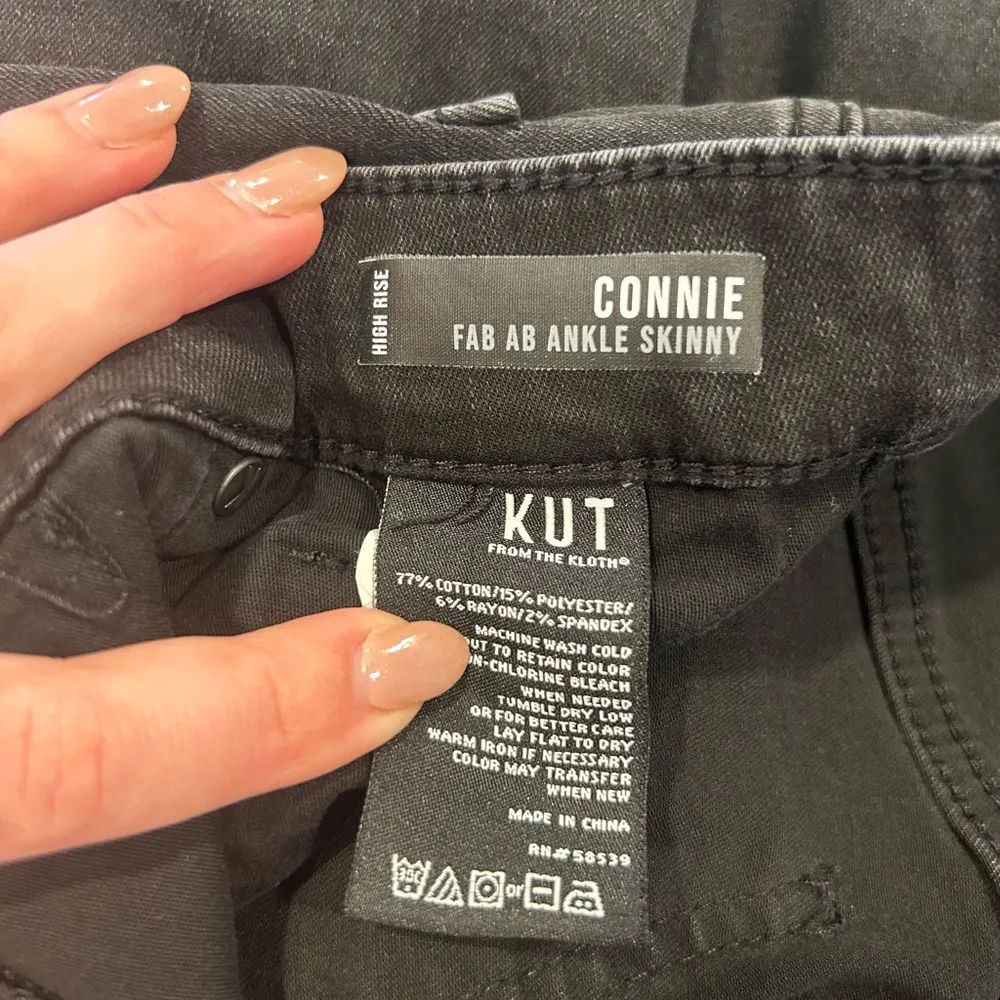 HIGH RISE
CONNIE
FAB AB ANKLE SKINNY
KUT
FROM THE KLOTH®
77% COTTON/15% POLYESTER/
6% RAYON/2% SPANDEX
MACHINE WASH COLD
TO RETAIN COLOR
BLEACH
WHEN NEEDED
TUMBLE DRY LOW
OR FOR BETTER CARE
LAY FLAT TO DRY
WARM IRON IF NECESSARY
COLOR MAY TRANSFER
WHEN NEW
MADE IN CHINA
RN#58539
30C or